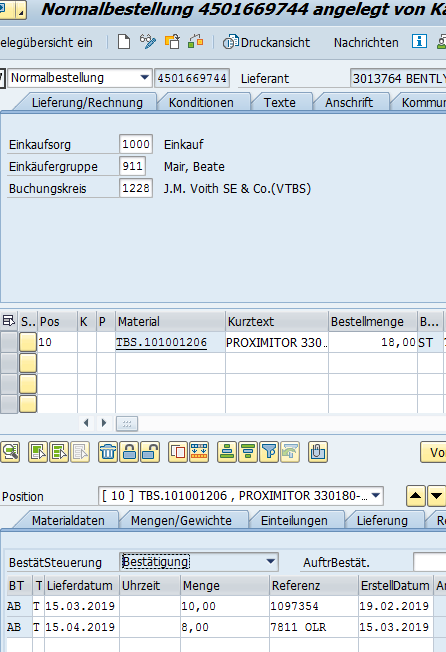 Normalbestellung 4501669744 angelegt von Ka
elegübersicht ein Druckansicht Nachrichten
Normalbestellung 4501669744 Lieferant 3013764 BENTLY
Lieferung/Rechnung Konditionen Texte Anschrift Kommu
Einkaufsorg 1000 Einkauf
Einkäufergruppe 911 Mair, Beate
Buchungskreis 1228 J.M. Voith SE & Co.(VTBS)
S.. Pos K P Material Kurztext Bestellmenge B...
10 TBS.101001206 PROXIMITOR 330.. 18,00 ST
Vo
Position [ 10 ] TBS.101001206 , PROXIMITOR 330180-...
Materialdaten Mengen/Gewichte Einteilungen Lieferung
BestätSteuerung Bestätigung AuftrBestät.
BT T Lieferdatum Uhrzeit Menge Referenz ErstellDatum
AB T 15.03.2019 10,00 1097354 19.02.2019
AB T 15.04.2019 8,00 7811 OLR 15.03.2019